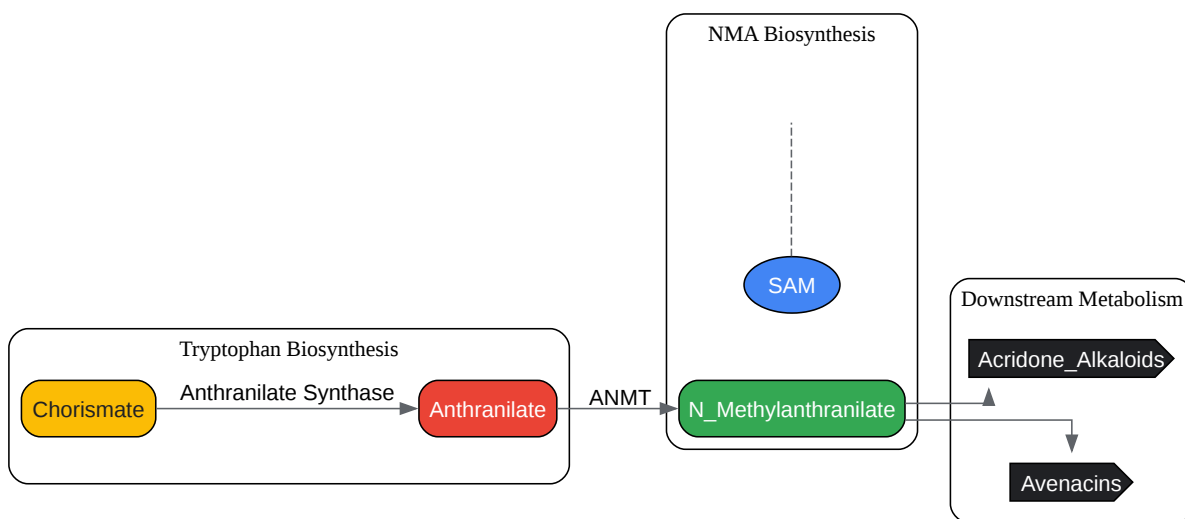 NMA Biosynthesis
SAM
Downstream Metabolism
Tryptophan Biosynthesis
Acridone_Alkaloids
Chorismate
Anthranilate Synthase
Anthranilate
ANMT
N_Methylanthranilate
Avenacins